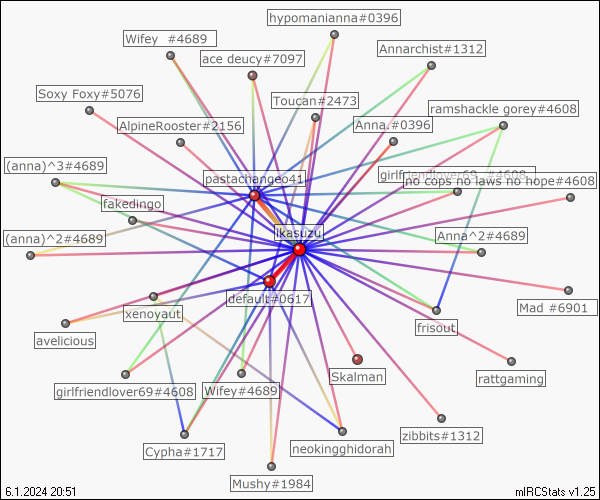 hypomanianna#0396
Wifey  #4689
Annarchist#1312
ace deucy#7097
Soxy Foxy#5076
Toucan#2473
ramshackle gorey#4608
AlpineRooster#2156
Anna.#0396
(anna)^3#4689
pastachangeo41
girlfriendlover69  #4608
no cops no laws no hope#4608
fakedingo
ikasuzu
(anna)^2#4689
Anna^2#4689
default#0617
xenoyaut
Mad #6901
frisout
avelicious
Skalman
rattgaming
girlfriendlover69#4608
Wifey#4689
zibbits#1312
Cypha#1717
neokingghidorah
Mushy#1984
6.1.2024 20:51
mIRCStats v1.25